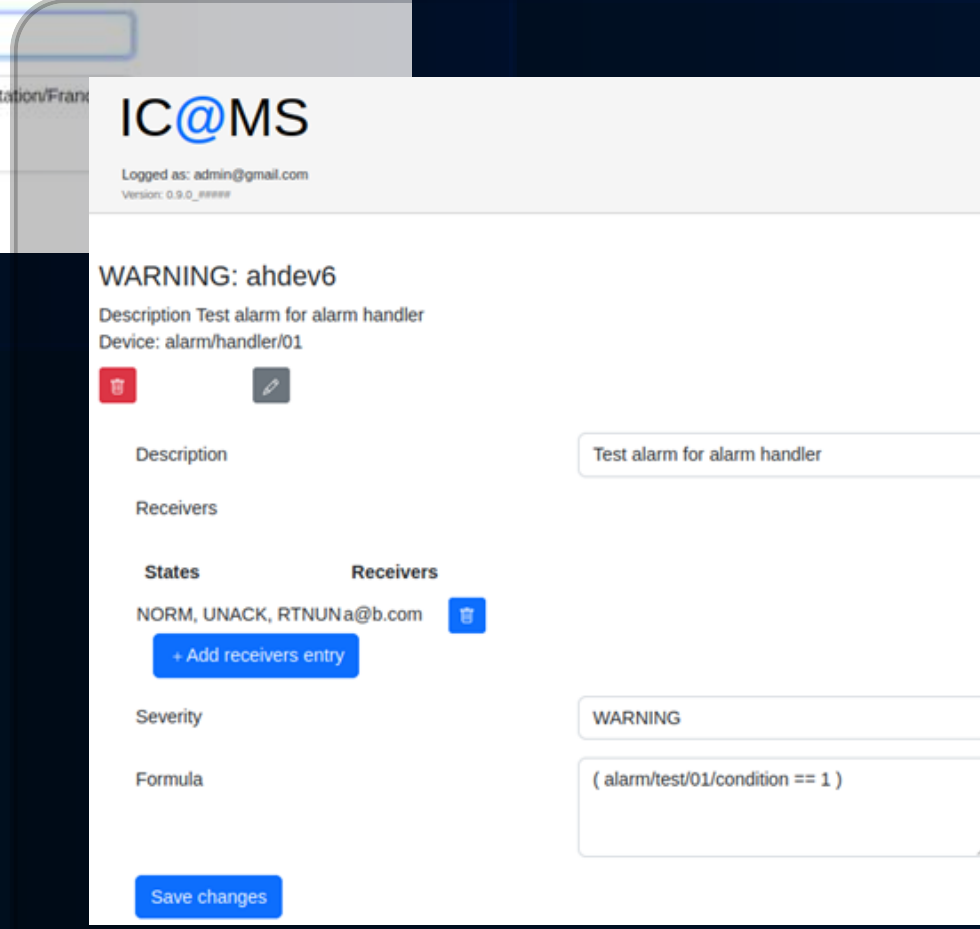 tation/Franc
IC@MS
Logged as: admin@gmail.com
Version: 0.9.0_#####
WARNING: ahdev6
Description Test alarm for alarm handler
Device: alarm/handler/01
Description
Test alarm for alarm handler
Receivers
States Receivers
NORM, UNACK, RTNUN a@b.com
+ Add receivers entry
Severity
WARNING
Formula
( alarm/test/01/condition == 1 )
Save changes